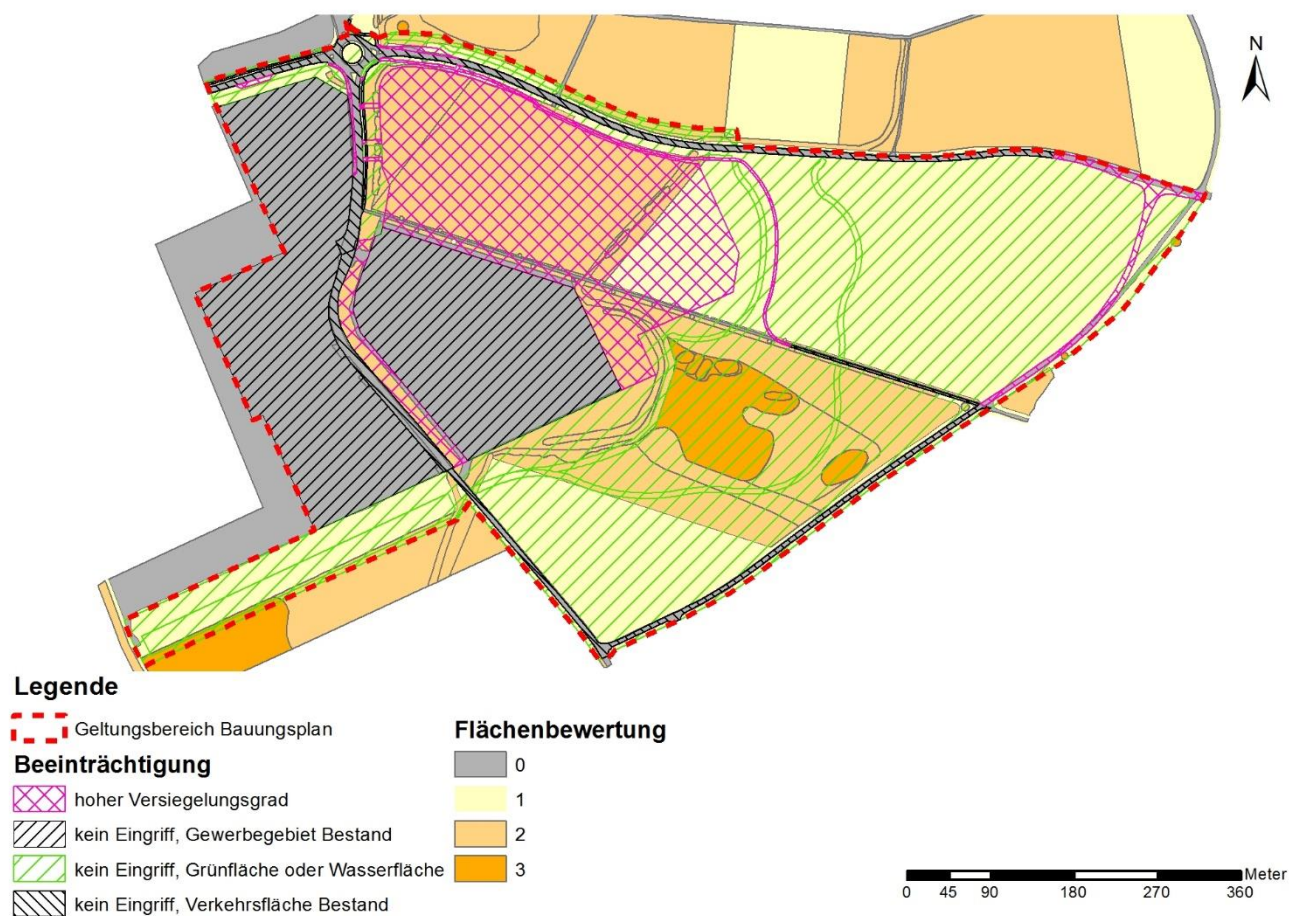 N
Legende
Geltungsbereich Bauungsplan
Beeinträchtigung
hoher Versiegelungsgrad
kein Eingriff, Gewerbegebiet Bestand
kein Eingriff, Grünfläche oder Wasserfläche
kein Eingriff, Verkehrsfläche Bestand
Flächenbewertung
0
1
2
3
Meter
0 45 90 180 270 360